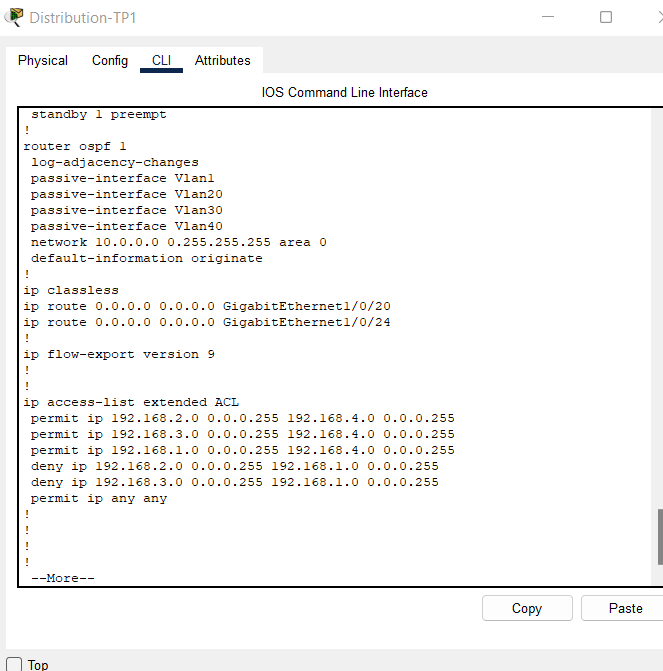 Distribution-TP1
Physical Config CLI Attributes
IOS Command Line Interface
standby 1 preempt
!
router ospf 1
log-adjacency-changes
passive-interface Vlan1
passive-interface Vlan20
passive-interface Vlan30
passive-interface Vlan40
network 10.0.0.0 0.255.255.255 area 0
default-information originate
!
ip classless
ip route 0.0.0.0 0.0.0.0 GigabitEthernet1/0/20
ip route 0.0.0.0 0.0.0.0 GigabitEthernet1/0/24
!
ip flow-export version 9
!
!
ip access-list extended ACL
permit ip 192.168.2.0 0.0.0.255 192.168.4.0 0.0.0.255
permit ip 192.168.3.0 0.0.0.255 192.168.4.0 0.0.0.255
permit ip 192.168.1.0 0.0.0.255 192.168.4.0 0.0.0.255
deny ip 192.168.2.0 0.0.0.255 192.168.1.0 0.0.0.255
deny ip 192.168.3.0 0.0.0.255 192.168.1.0 0.0.0.255
permit ip any any
!
!
!
!
--More--
Copy Paste
Top